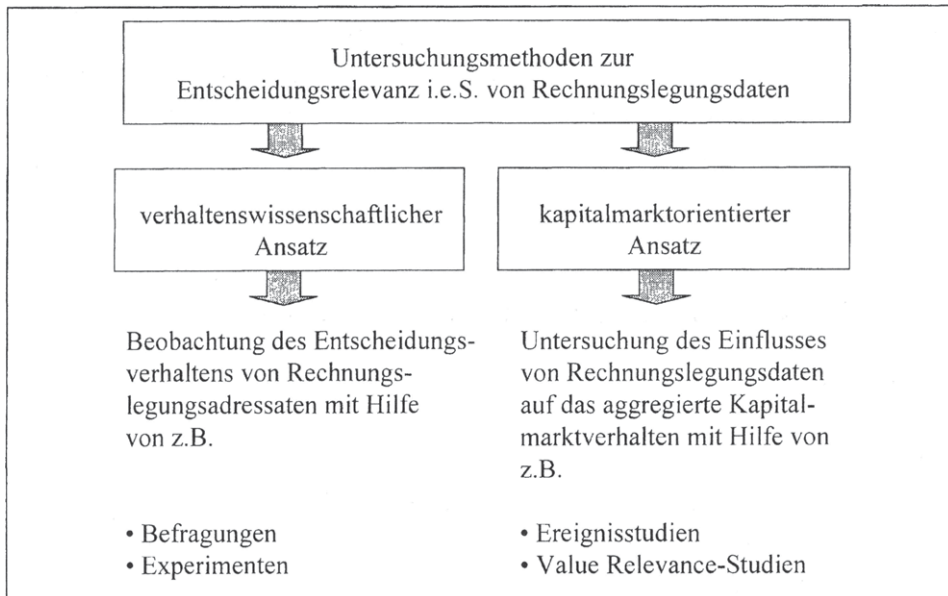 Untersuchungsmethoden zur
Entscheidungsrelevanz i.e.S. von Rechnungslegungsdaten
verhaltenswissenschaftlicher
Ansatz
kapitalmarktorientierter
Ansatz
Beobachtung des Entscheidungs-
verhaltens von Rechnungs-
legungsadressaten mit Hilfe
von z.B.
• Befragungen
• Experimenten
Untersuchung des Einflusses
von Rechnungslegungsdaten
auf das aggregierte Kapital-
marktverhalten mit Hilfe von
z.B.
• Ereignisstudien
• Value Relevance-Studien